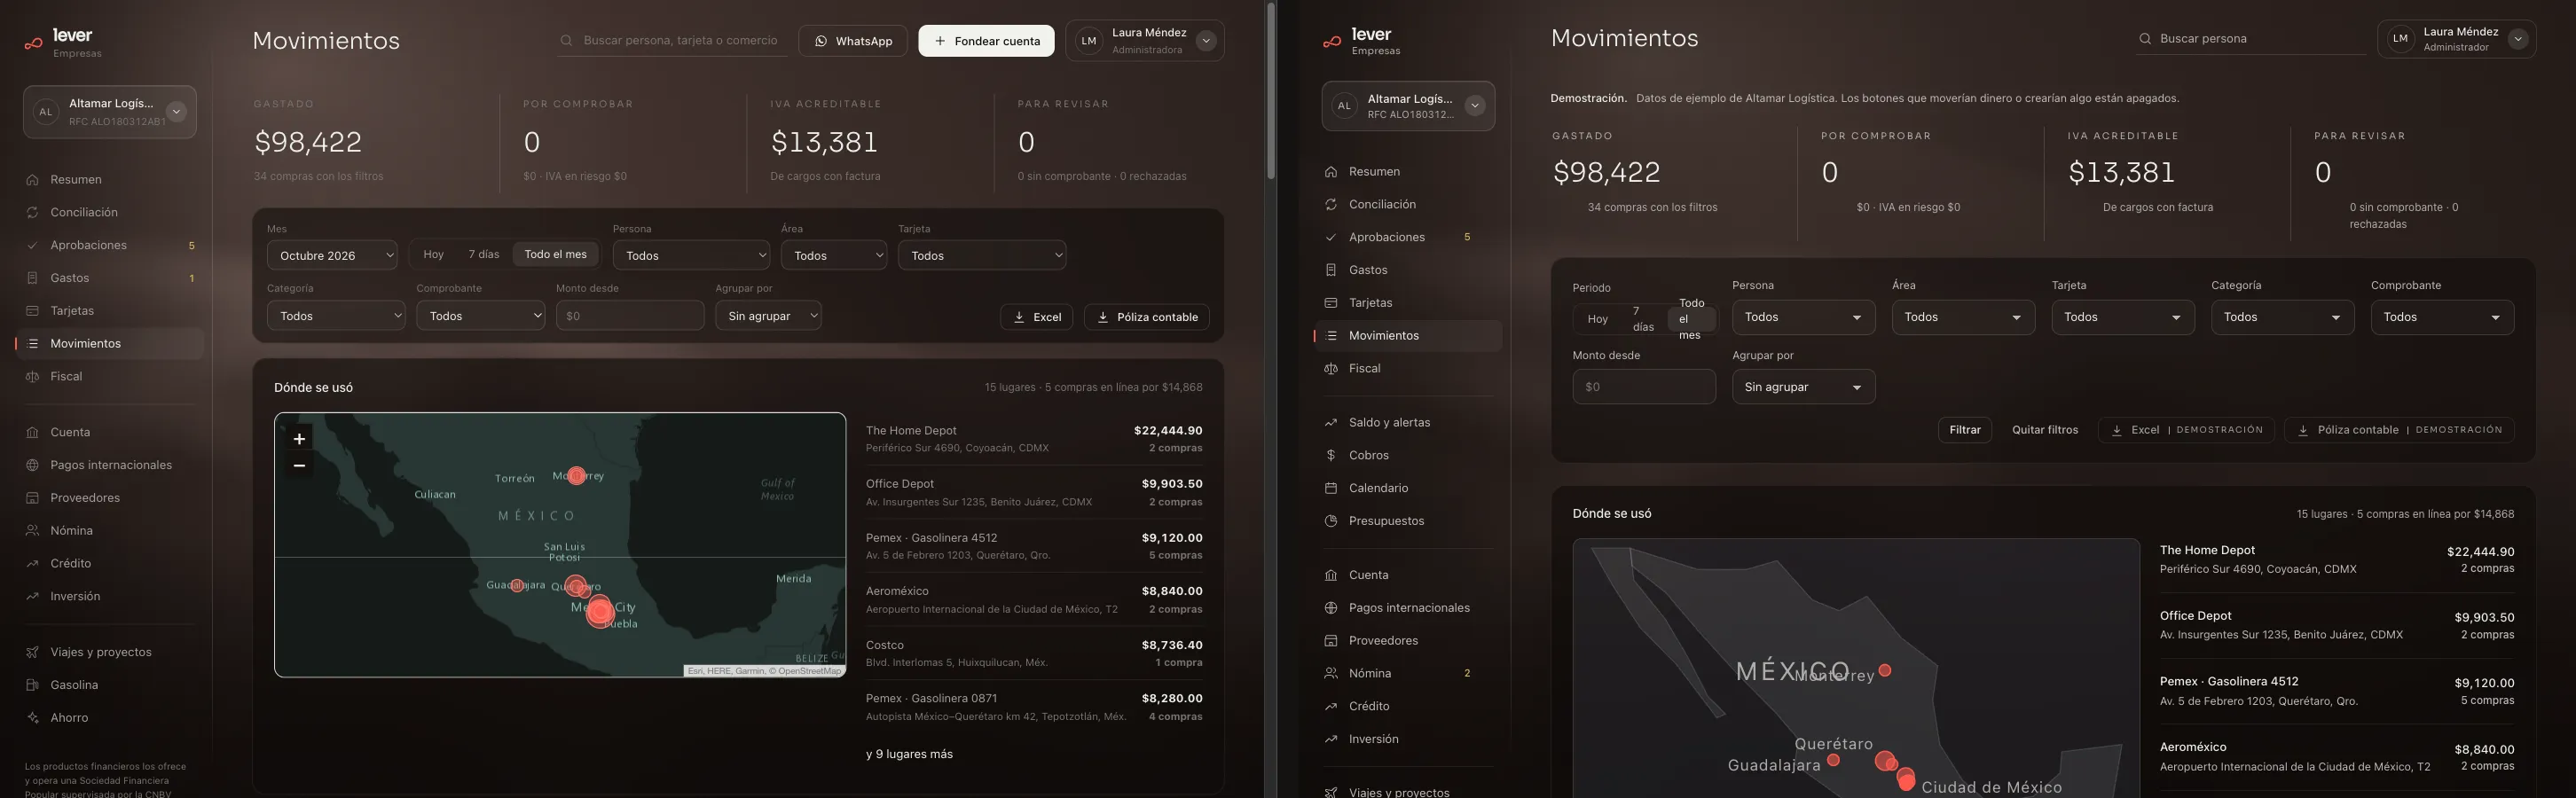 lever
Empresas
AL
Altamar Logís...
RFC ALO180312AB1
Resumen
Conciliación
Aprobaciones 5
Gastos 1
Tarjetas
Movimientos
Fiscal
Cuenta
Pagos internacionales
Proveedores
Nómina
Crédito
Inversión
Viajes y proyectos
Gasolina
Ahorro
Los productos financieros los ofrece
y opera una Sociedad Financiera
Popular supervisada por la CNBV
Movimientos
Buscar persona, tarjeta o comercio
WhatsApp
+ Fondear cuenta
LM
Laura Méndez
Administradora
GASTADO
$98,422
34 compras con los filtros
POR COMPROBAR
0
$0 · IVA en riesgo $0
IVA ACREDITABLE
$13,381
De cargos con factura
PARA REVISAR
0
0 sin comprobante · 0 rechazadas
Mes
Octubre 2026
Hoy 7 días Todo el mes
Persona
Todos
Área
Todos
Tarjeta
Todos
Categoría
Todos
Comprobante
Todos
Monto desde
$0
Agrupar por
Sin agrupar
Excel
Póliza contable
Dónde se usó
15 lugares · 5 compras en línea por $14,868
+
−
Torreón
Monterrey
Culiacan
Gulf of
Mexico
MÉXICO
San Luis
Potosi
Guadalajara
Merida
City
Puebla
BELIZE Gu
Esri, HERE, Garmin, © OpenStreetMap
The Home Depot $22,444.90
Periférico Sur 4690, Coyoacán, CDMX 2 compras
Office Depot $9,903.50
Av. Insurgentes Sur 1235, Benito Juárez, CDMX 2 compras
Pemex · Gasolinera 4512 $9,120.00
Av. 5 de Febrero 1203, Querétaro, Qro. 5 compras
Aeroméxico $8,840.00
Aeropuerto Internacional de la Ciudad de México, T2 2 compras
Costco $8,736.40
Blvd. Interlomas 5, Huixquilucan, Méx. 1 compra
Pemex · Gasolinera 0871 $8,280.00
Autopista México–Querétaro km 42, Tepotzotlán, Méx. 4 compras
y 9 lugares más
lever
Empresas
AL
Altamar Logís...
RFC ALO180312...
Resumen
Conciliación
Aprobaciones 5
Gastos
Tarjetas
Movimientos
Fiscal
Saldo y alertas
Cobros
Calendario
Presupuestos
Cuenta
Pagos internacionales
Proveedores
Nómina 2
Crédito
Inversión
Viajes y proyectos
Movimientos
Buscar persona
LM
Laura Méndez
Administrador
Demostración. Datos de ejemplo de Altamar Logística. Los botones que moverían dinero o crearían algo están apagados.
GASTADO
$98,422
34 compras con los filtros
POR COMPROBAR
0
$0 · IVA en riesgo $0
IVA ACREDITABLE
$13,381
De cargos con factura
PARA REVISAR
0
0 sin comprobante · 0
rechazadas
Periodo
Hoy
7
días
Todo
el
mes
Persona
Todos
Área
Todos
Tarjeta
Todos
Categoría
Todos
Comprobante
Todos
Monto desde
$0
Agrupar por
Sin agrupar
Filtrar
Quitar filtros
Excel | DEMOSTRACIÓN
Póliza contable | DEMOSTRACIÓN
Dónde se usó
15 lugares · 5 compras en línea por $14,868
MÉXICO
Monterrey
Querétaro
Guadalajara
Ciudad de México
The Home Depot $22,444.90
Periférico Sur 4690, Coyoacán, CDMX 2 compras
Office Depot $9,903.50
Av. Insurgentes Sur 1235, Benito Juárez, CDMX 2 compras
Pemex · Gasolinera 4512 $9,120.00
Av. 5 de Febrero 1203, Querétaro, Qro. 5 compras
Aeroméxico $8,840.00
Aeropuerto Internacional de la Ciudad de México, T2 2 compras